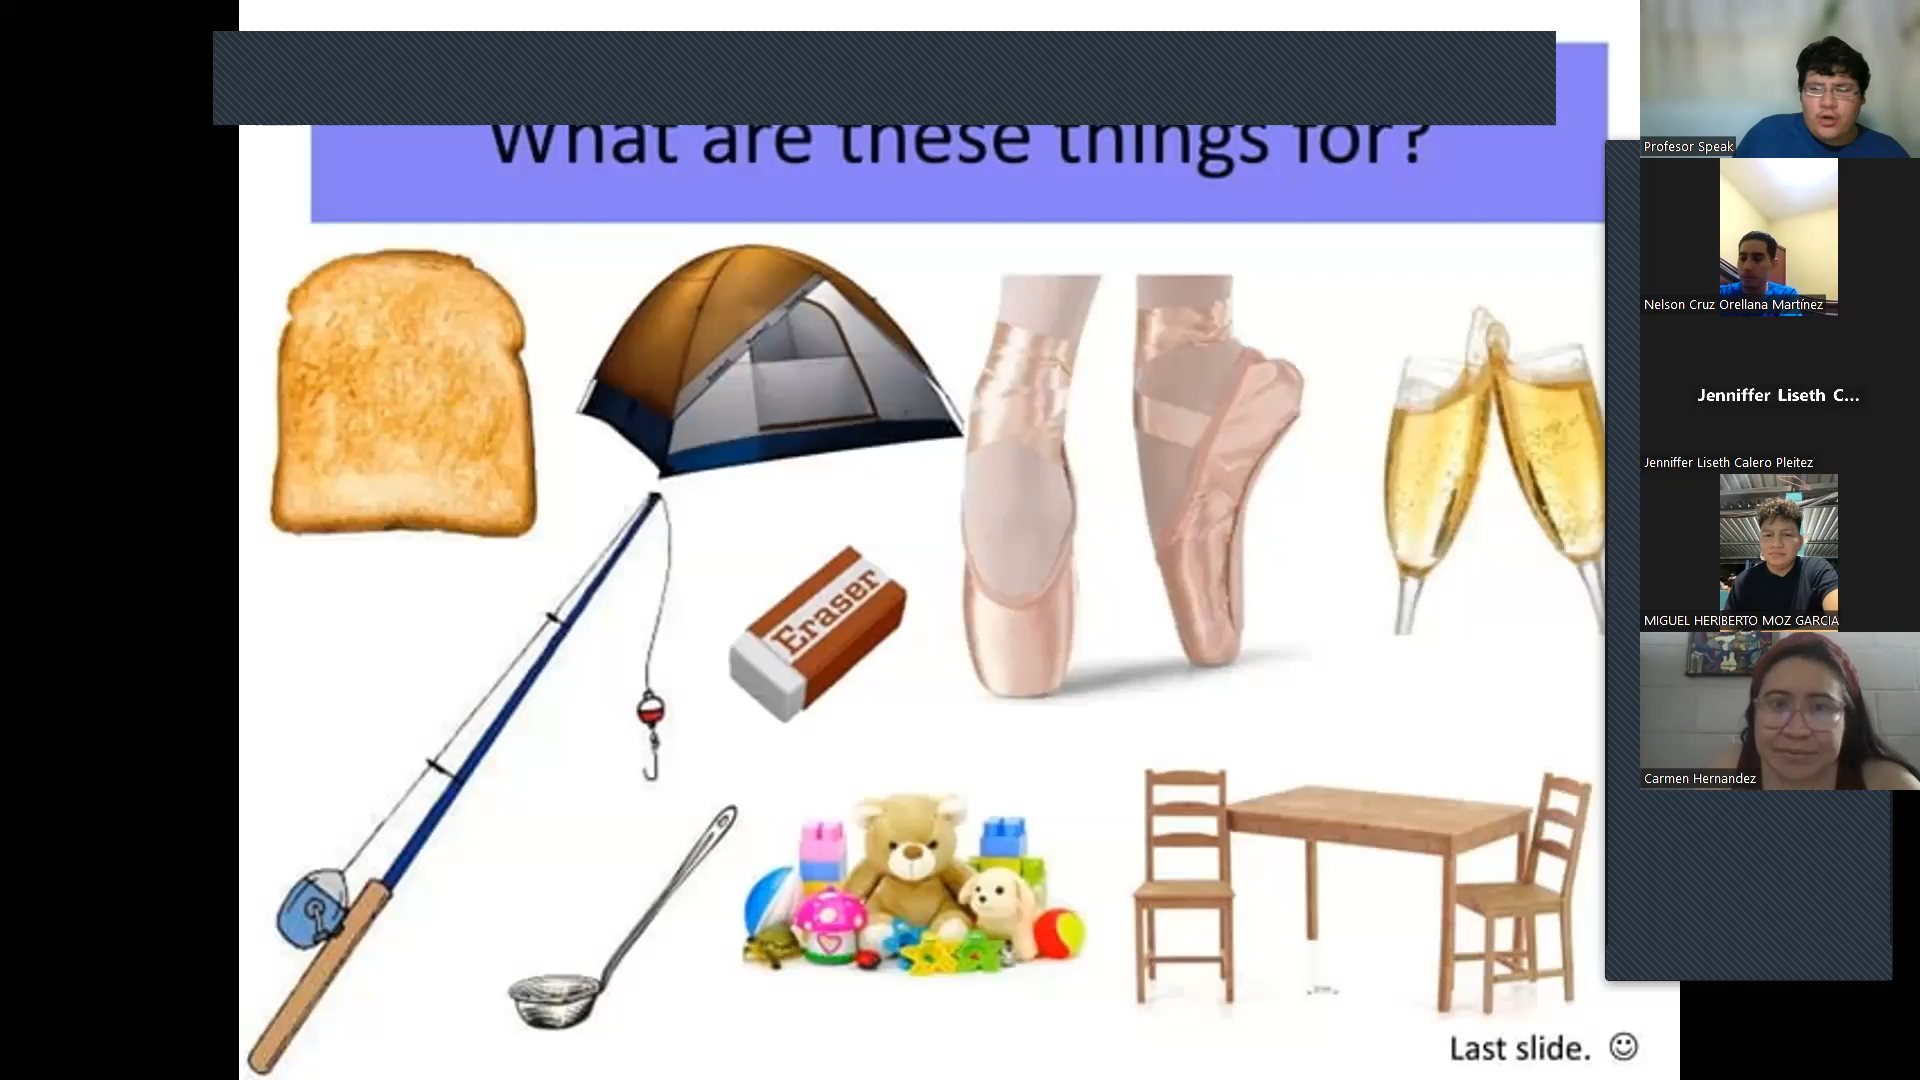 What are these things for?
Eraser
Last slide. ☺
Profesor Speak
Nelson Cruz Orellana Martínez
Jenniffer Liseth C...
Jenniffer Liseth Calero Pleitez
MIGUEL HERIBERTO MOZ GARCIA
Carmen Hernandez